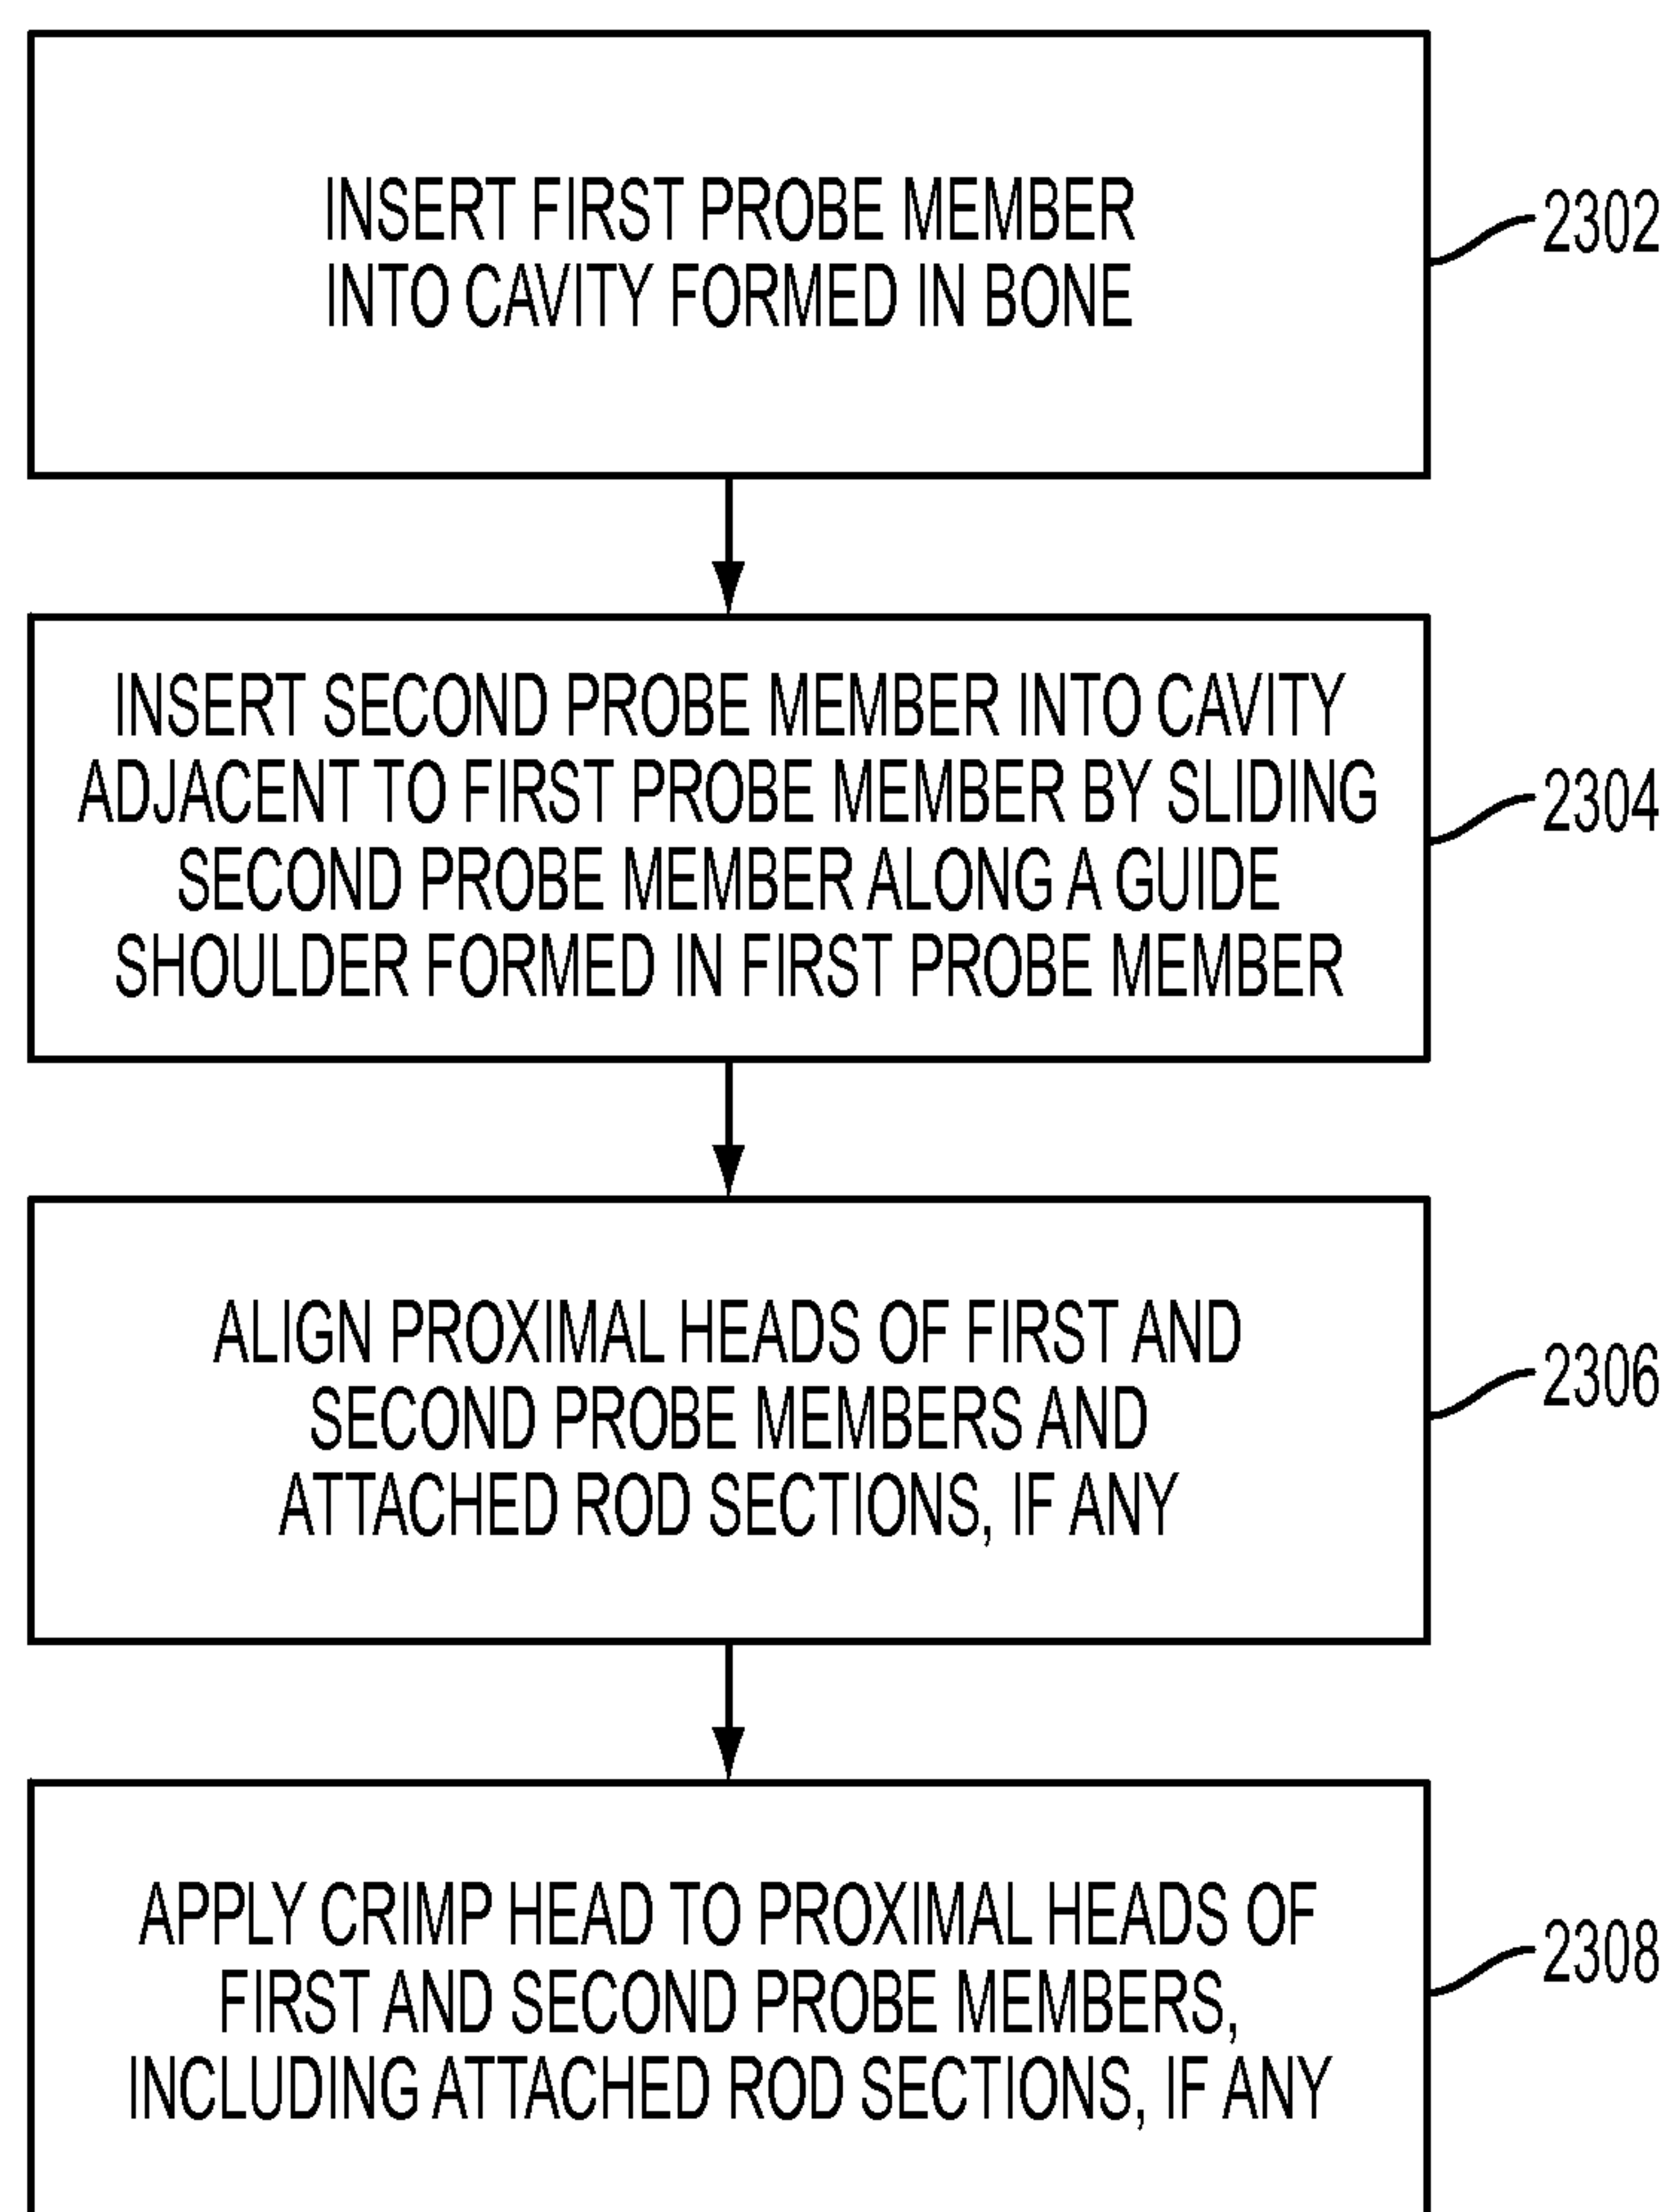 INSERT FIRST PROBE MEMBER
INTO CAVITY FORMED IN BONE
2302
INSERT SECOND PROBE MEMBER INTO CAVITY
ADJACENT TO FIRST PROBE MEMBER BY SLIDING
SECOND PROBE MEMBER ALONG A GUIDE
SHOULDER FORMED IN FIRST PROBE MEMBER
2304
ALIGN PROXIMAL HEADS OF FIRST AND
SECOND PROBE MEMBERS AND
ATTACHED ROD SECTIONS, IF ANY
2306
APPLY CRIMP HEAD TO PROXIMAL HEADS OF
FIRST AND SECOND PROBE MEMBERS,
INCLUDING ATTACHED ROD SECTIONS, IF ANY
2308